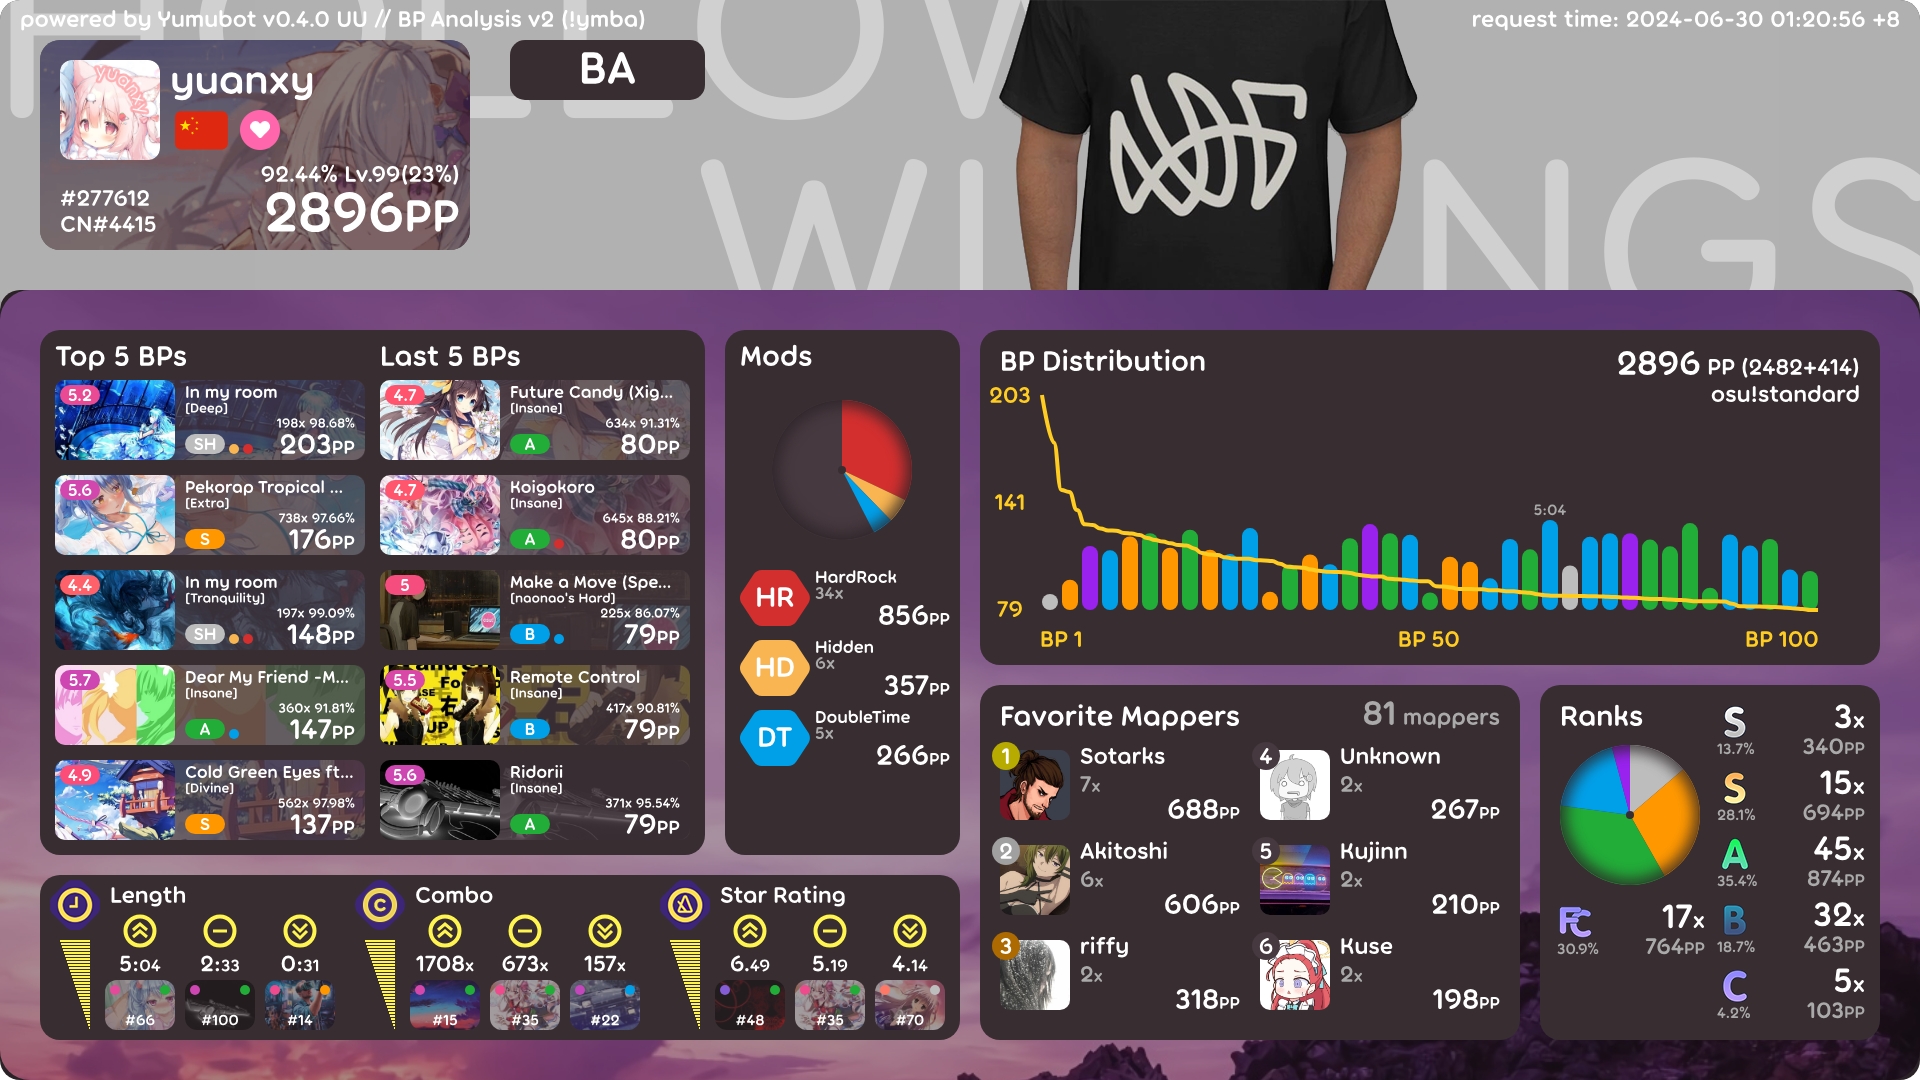 powered by Yumubot v0.4.0 UU // BP Analysis v2 (!ymba)
request time: 2024-06-30 01:20:56 +8
HOLLOW
WINGS
yuanxy
92.44% Lv.99(23%)
#277612
CN#4415
2896PP
BA
Top 5 BPs
5.2
In my room
[Deep]
198x 98.68%
SH
203PP
5.6
Pekorap Tropical ...
[Extra]
738x 97.66%
S
176PP
4.4
In my room
[Tranquility]
197x 99.09%
SH
148PP
5.7
Dear My Friend -M...
[Insane]
360x 91.81%
A
147PP
4.9
Cold Green Eyes ft...
[Divine]
562x 97.98%
S
137PP
Last 5 BPs
4.7
Future Candy (Xig...
[Insane]
634x 91.31%
A
80PP
4.7
Koigokoro
[Insane]
645x 88.21%
A
80PP
5
Make a Move (Spe...
[naonao's Hard]
225x 86.07%
B
79PP
5.5
Remote Control
[Insane]
417x 90.81%
B
79PP
5.6
Ridorii
[Insane]
371x 95.54%
A
79PP
Mods
HR
HardRock
34x
856PP
HD
Hidden
6x
357PP
DT
DoubleTime
5x
266PP
BP Distribution
2896 PP (2482+414)
osu!standard
203
141
79
5:04
BP 1
BP 50
BP 100
Length
5:04
2:33
0:31
#66
#100
#14
C
Combo
1708x
673x
157x
#15
#35
#22
Star Rating
6.49
5.19
4.14
#48
#35
#70
Favorite Mappers
81 mappers
1
Sotarks
7x
688PP
2
Akitoshi
6x
606PP
3
riffy
2x
318PP
4
Unknown
2x
267PP
5
Kujinn
2x
210PP
6
Kuse
2x
198PP
Ranks
S
13.7%
3x
340PP
S
28.1%
15x
694PP
A
35.4%
45x
874PP
FC
30.9%
17x
764PP
B
18.7%
32x
463PP
C
4.2%
5x
103PP